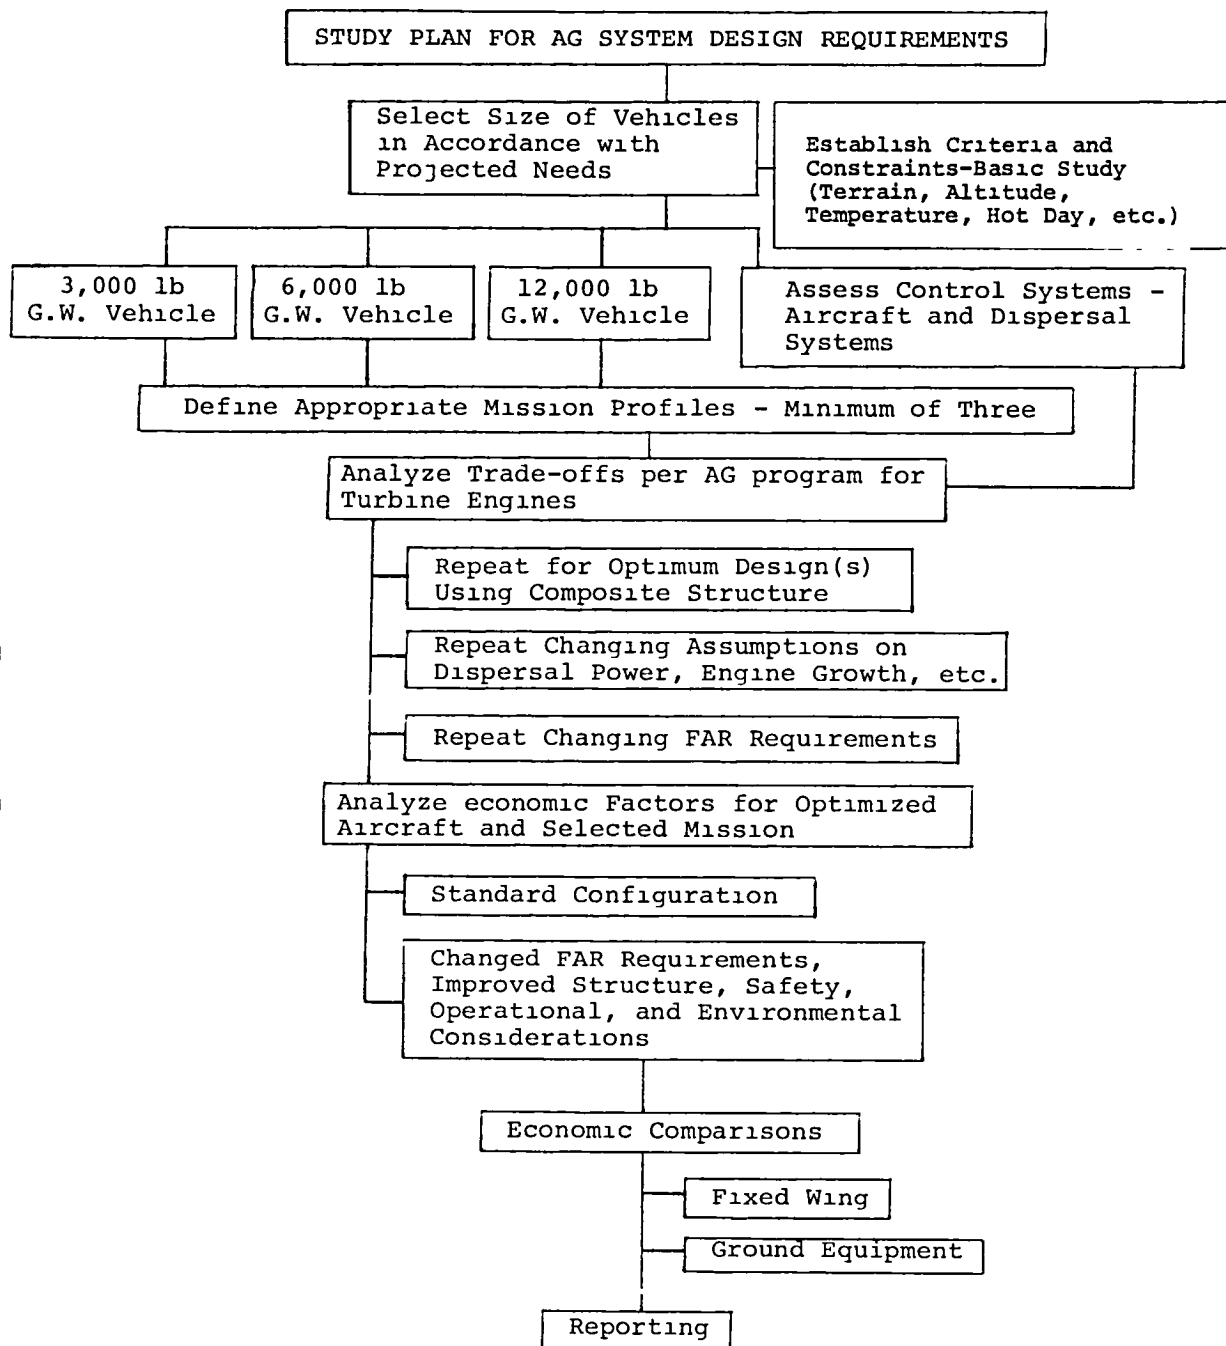 STUDY PLAN FOR AG SYSTEM DESIGN REQUIREMENTS
Select Size of Vehicles
in Accordance with
Projected Needs
Establish Criteria and
Constraints-Basic Study
(Terrain, Altitude,
Temperature, Hot Day, etc.)
3,000 lb
G.W. Vehicle
6,000 lb
G.W. Vehicle
12,000 lb
G.W. Vehicle
Assess Control Systems -
Aircraft and Dispersal
Systems
Define Appropriate Mission Profiles - Minimum of Three
Analyze Trade-offs per AG program for
Turbine Engines
Repeat for Optimum Design(s)
Using Composite Structure
Repeat Changing Assumptions on
Dispersal Power, Engine Growth, etc.
Repeat Changing FAR Requirements
Analyze economic Factors for Optimized
Aircraft and Selected Mission
Standard Configuration
Changed FAR Requirements,
Improved Structure, Safety,
Operational, and Environmental
Considerations
Economic Comparisons
Fixed Wing
Ground Equipment
Reporting